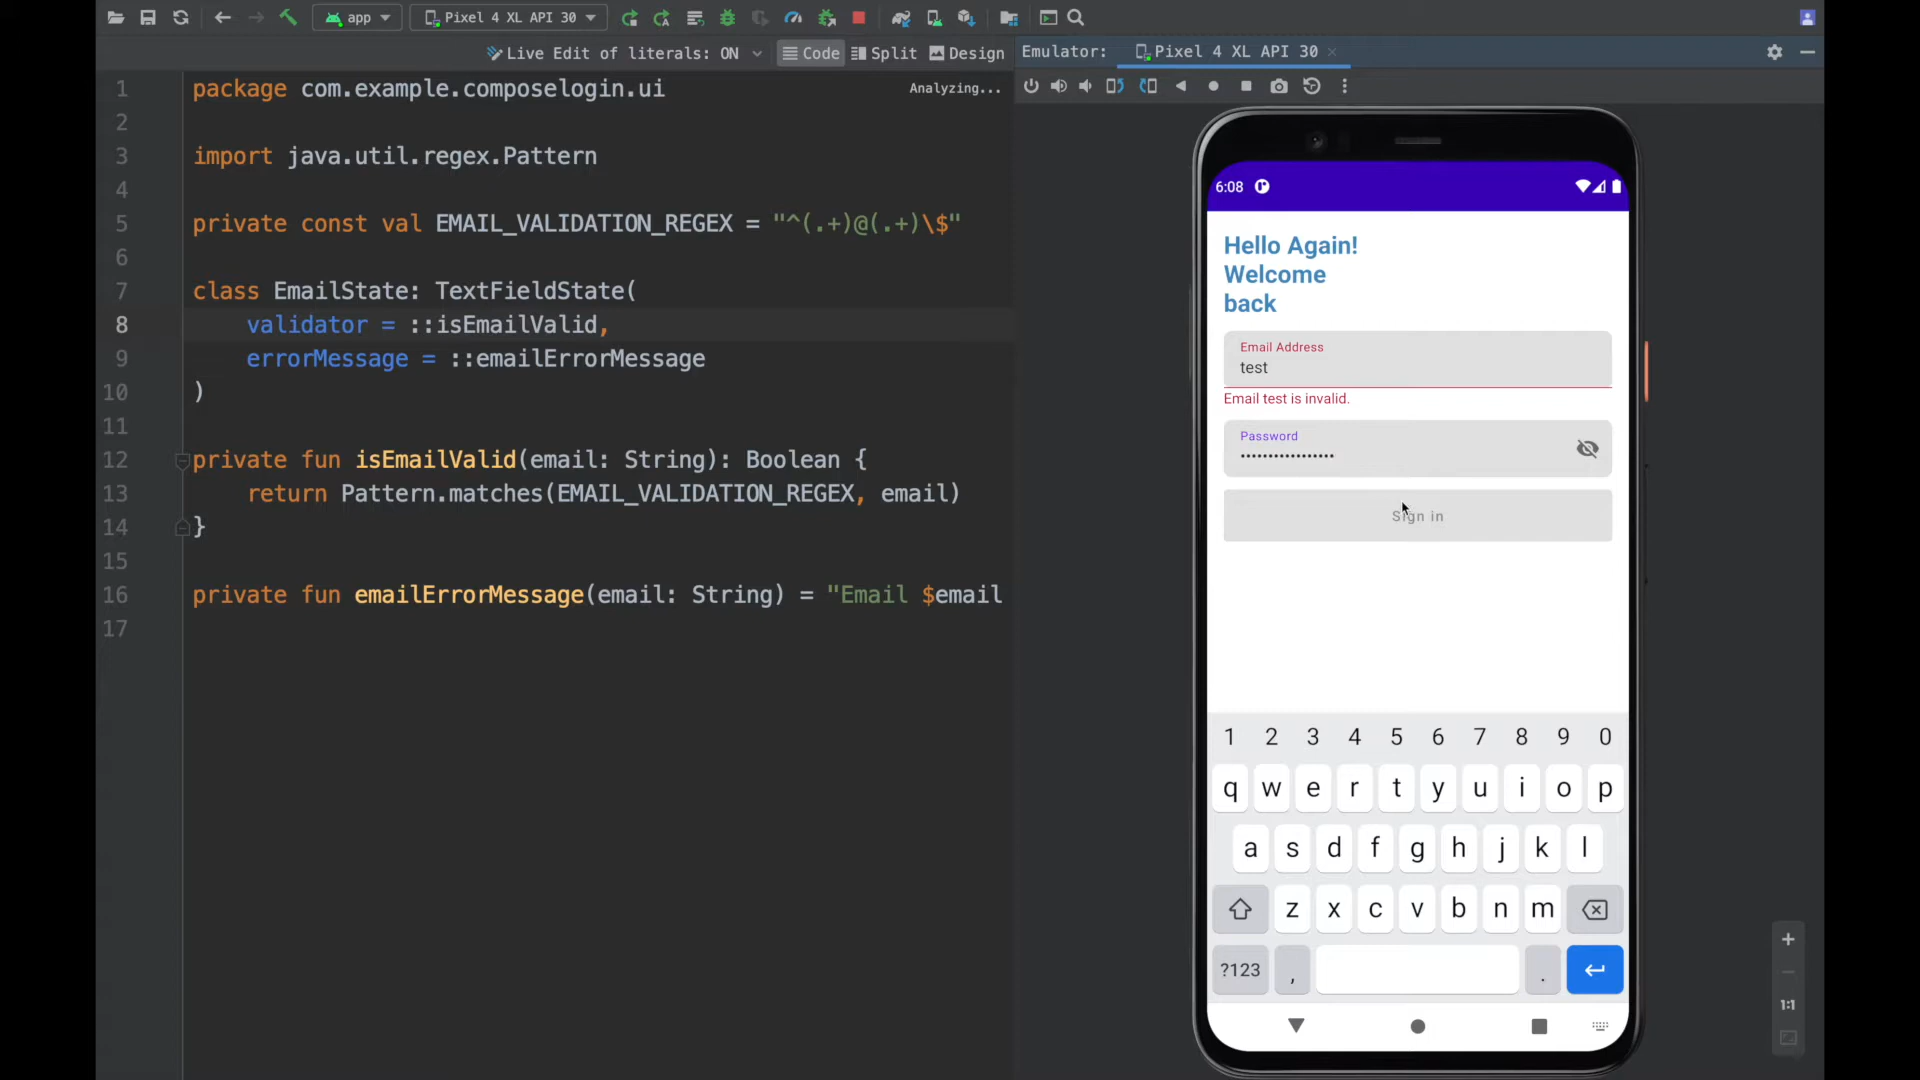 app
Pixel 4 XL API 30
Live Edit of literals: ON
Code
Split
Design
Emulator:
Pixel 4 XL API 30
1 package com.example.composelogin.ui
Analyzing...
2
3 import java.util.regex.Pattern
4
5 private const val EMAIL_VALIDATION_REGEX = "^(.+)@(.+)\$"
6
7 class EmailState: TextFieldState(
8 validator = ::isEmailValid,
9 errorMessage = ::emailErrorMessage
10 )
11
12 private fun isEmailValid(email: String): Boolean {
13 return Pattern.matches(EMAIL_VALIDATION_REGEX, email)
14 }
15
16 private fun emailErrorMessage(email: String) = "Email $email
17
6:08
Hello Again!
Welcome
back
Email Address
test
Email test is invalid.
Password
•••••••••••••••••
Sign in
1 2 3 4 5 6 7 8 9 0
q w e r t y u i o p
a s d f g h j k l
z x c v b n m
?123 , .
1:1